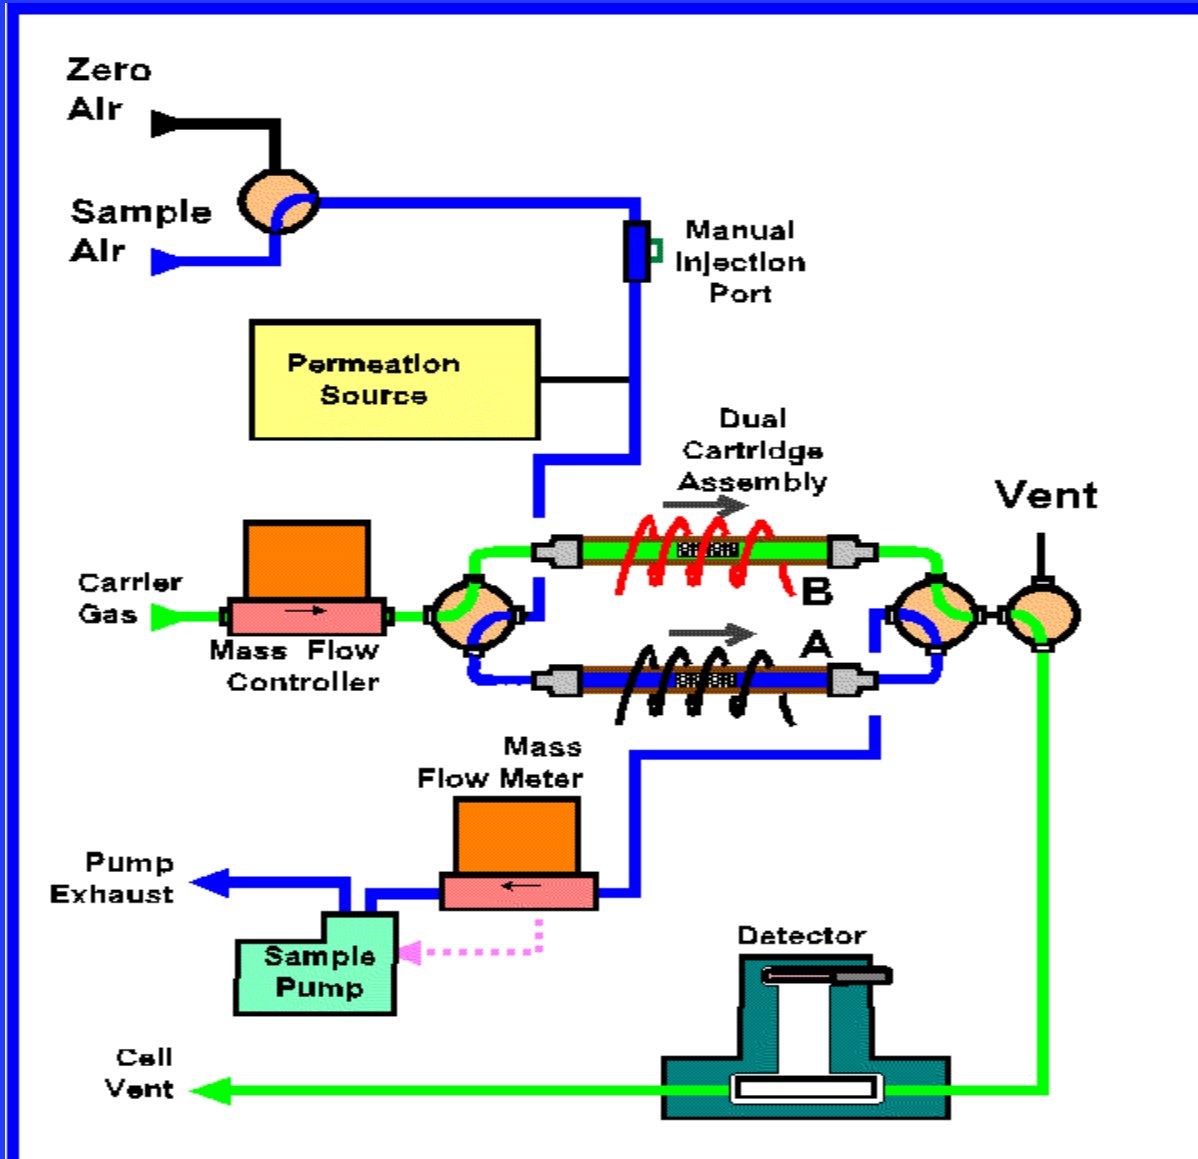 Zero
Air
Sample
Air
Manual
Injection
Port
Permeation
Source
Dual
Cartridge
Assembly
Vent
Carrier
Gas
B
A
Mass Flow
Controller
Mass
Flow Meter
Pump
Exhaust
Sample
Pump
Detector
Cell
Vent